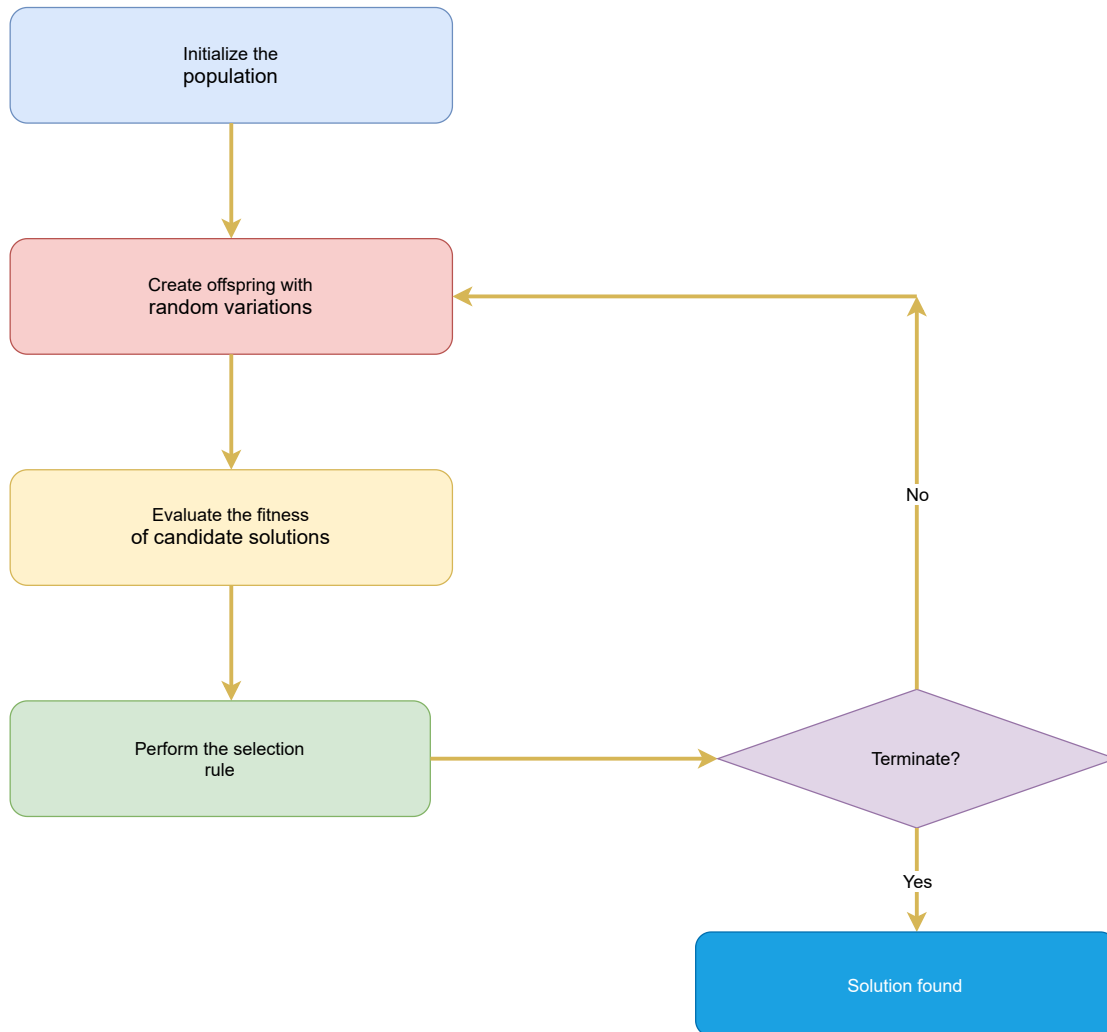 Initialize the
population
Create offspring with
random variations
Evaluate the fitness
of candidate solutions
Perform the selection
rule
Terminate?
No
Yes
Solution found